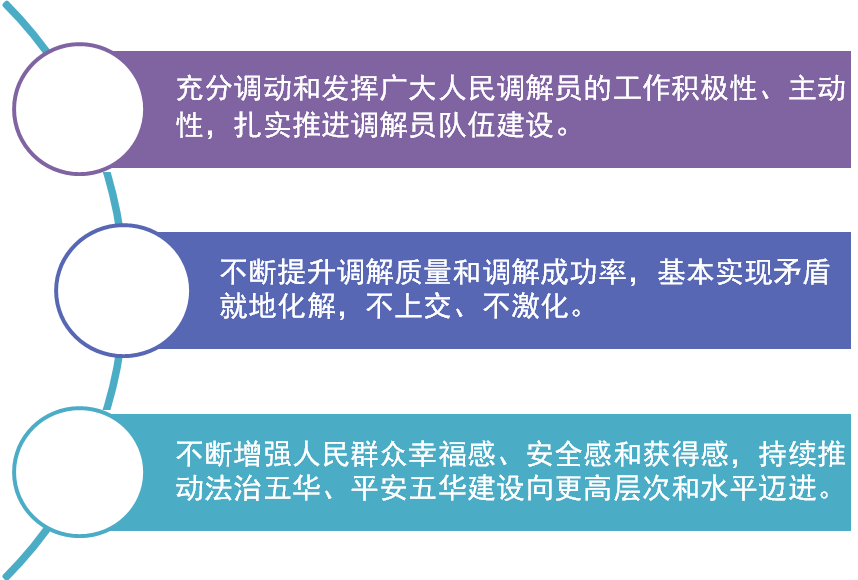 充分调动和发挥广大人民调解员的工作积极性、主动
性，扎实推进调解员队伍建设。
不断提升调解质量和调解成功率，基本实现矛盾
就地化解，不上交、不激化。
不断增强人民群众幸福感、安全感和获得感，持续推
动法治五华、平安五华建设向更高层次和水平迈进。